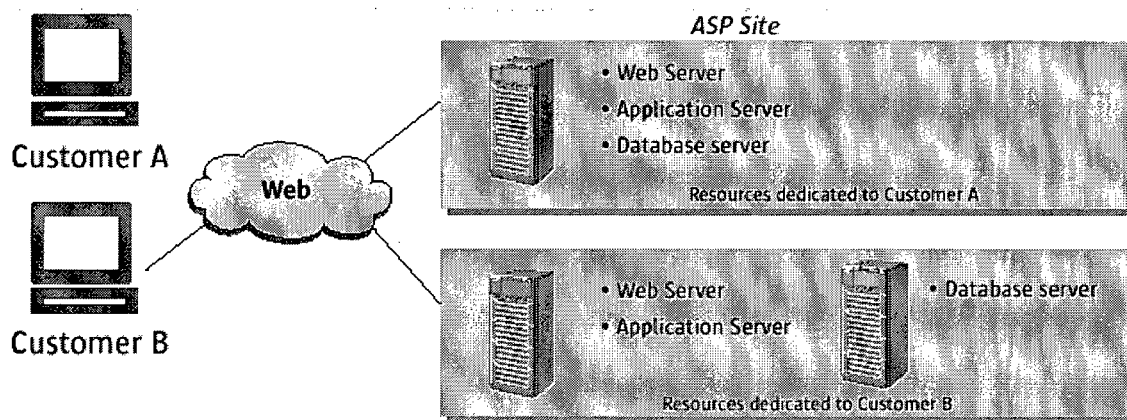 ASP Site
• Web Server
• Application Server
• Database server
Resources dedicated to Customer A
Customer A
Web
• Web Server
• Application Server
• Database server
Resources dedicated to Customer B
Customer B